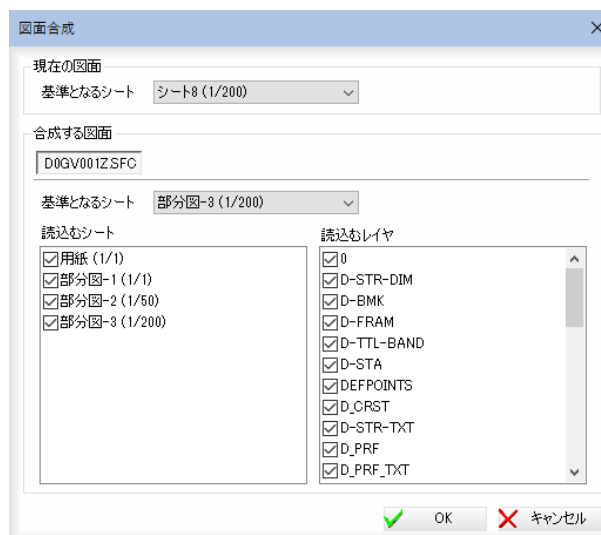 図面合成
現在の図面
基準となるシート シート8 (1/200)
合成する図面
D0GV001Z.SFC
基準となるシート 部分図-3 (1/200)
読込むシート
用紙 (1/1)
部分図-1 (1/1)
部分図-2 (1/50)
部分図-3 (1/200)
読込むレイヤ
0
D-STR-DIM
D-BMK
D-FRAM
D-TTL-BAND
D-STA
DEFPOINTS
D_CRST
D-STR-TXT
D_PRF
D_PRF_TXT
OK キャンセル